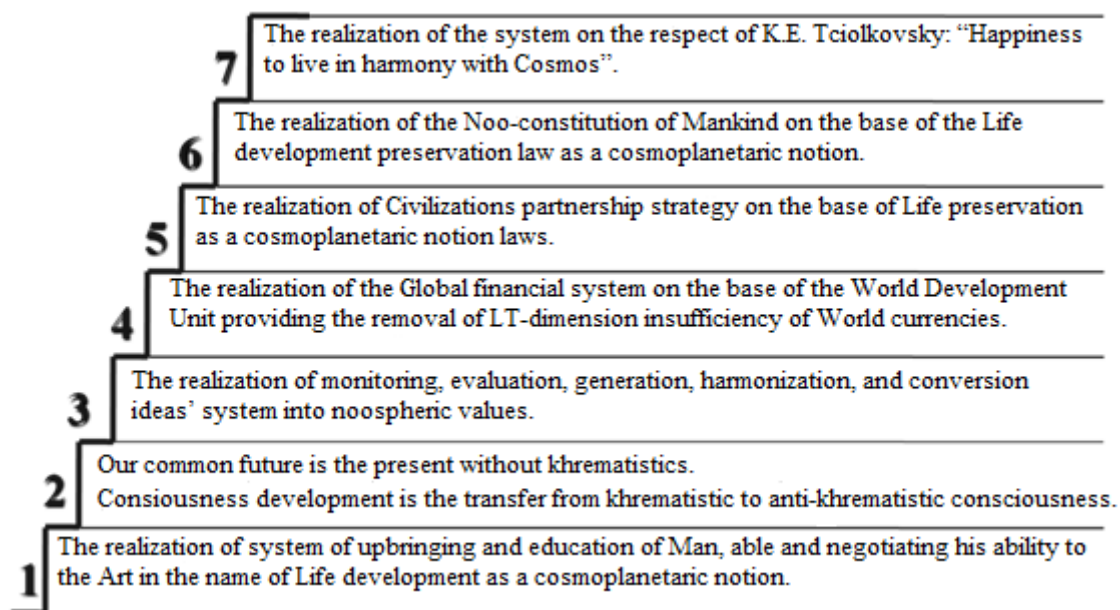 7
The realization of the system on the respect of K.E. Tciolkovsky: “Happiness
to live in harmony with Cosmos”.
6
The realization of the Noo-constitution of Mankind on the base of the Life
development preservation law as a cosmoplanetaric notion.
5
The realization of Civilizations partnership strategy on the base of Life preservation
as a cosmoplanetaric notion laws.
4
The realization of the Global financial system on the base of the World Development
Unit providing the removal of LT-dimension insufficiency of World currencies.
3
The realization of monitoring, evaluation, generation, harmonization, and conversion
ideas’ system into noospheric values.
2
Our common future is the present without khrematistics.
Consiousness development is the transfer from khrematistic to anti-khrematistic consciousness.
1
The realization of system of upbringing and education of Man, able and negotiating his ability to
the Art in the name of Life development as a cosmoplanetaric notion.